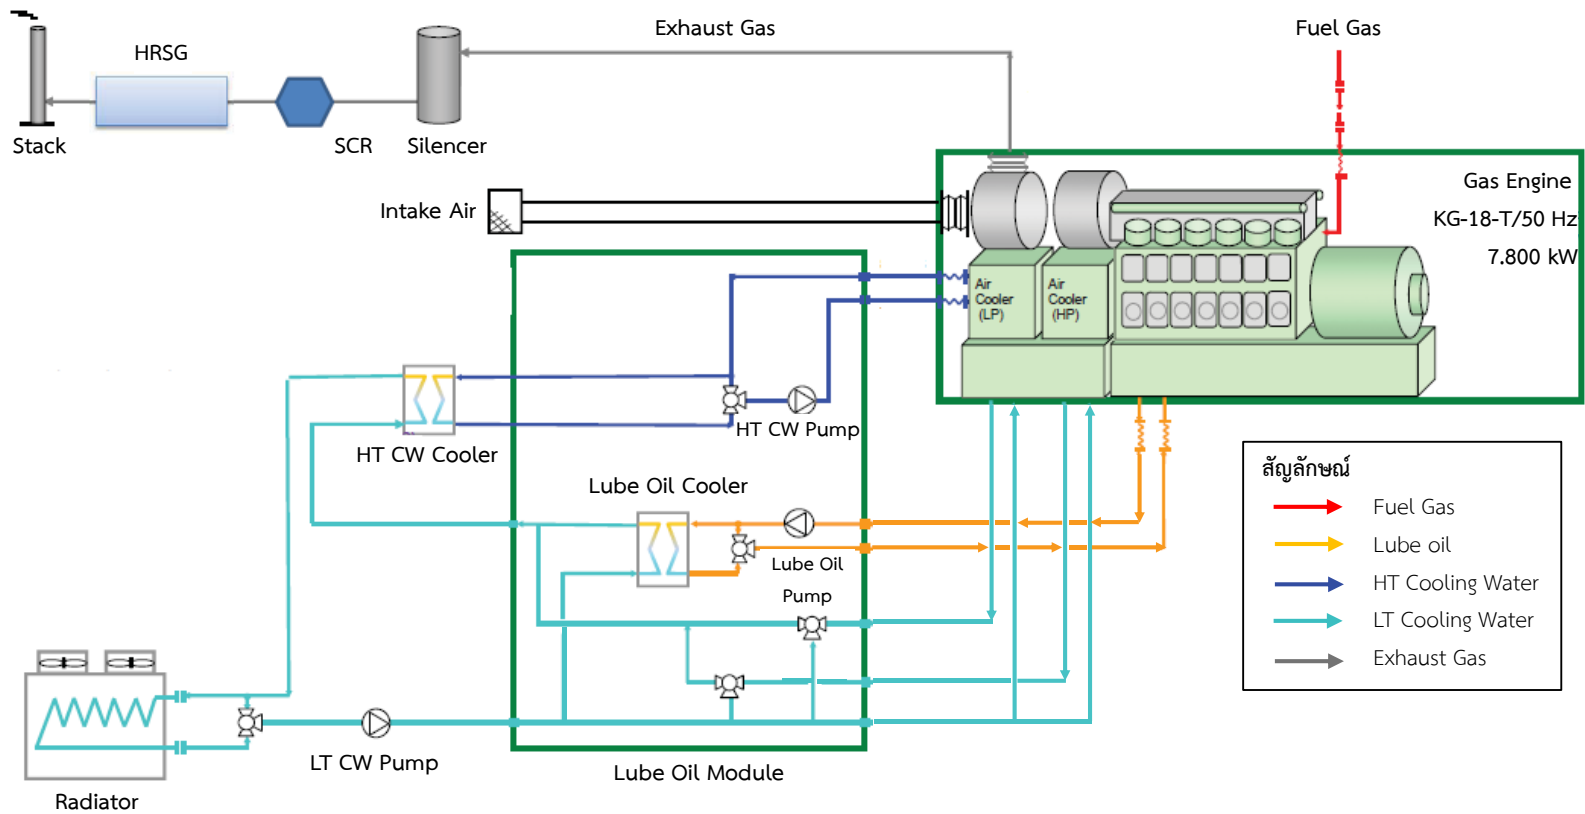 Exhaust Gas
Fuel Gas
HRSG
Stack
SCR
Silencer
Intake Air
Gas Engine
KG-18-T/50 Hz
7.800 kW
Air
Cooler
(LP)
Air
Cooler
(HP)
HT CW Pump
HT CW Cooler
Lube Oil Cooler
Lube Oil
Pump
สัญลักษณ์
Fuel Gas
Lube oil
HT Cooling Water
LT Cooling Water
Exhaust Gas
LT CW Pump
Lube Oil Module
Radiator